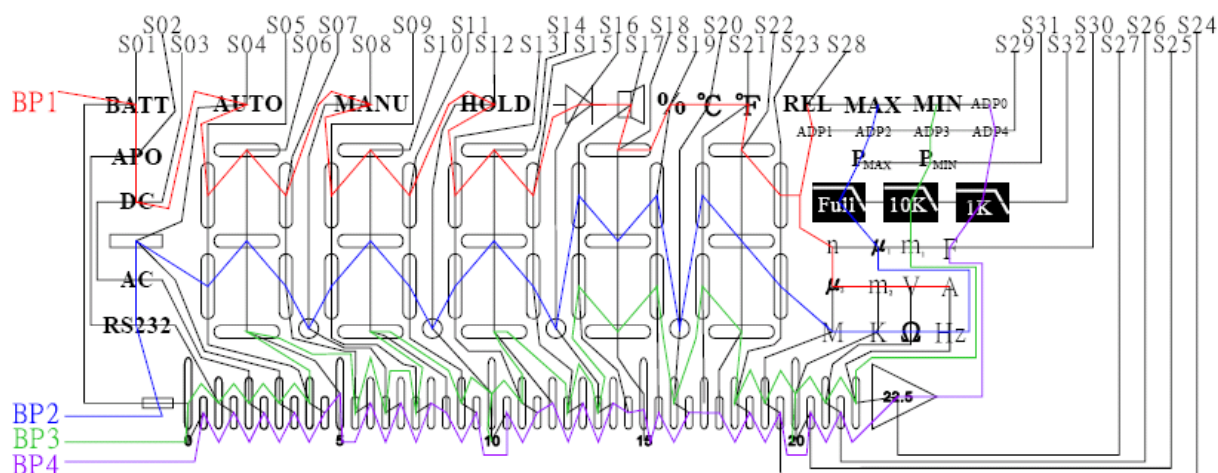 S02 S05 S07 S09 S11 S14 S16 S18 S20 S22 S31 S30 S26 S24
S01 S03 S04 S06 S08 S10 S12 S13 S15 S17 S19 S21 S23 S28 S29 S32 S27 S25
BP1 BATT AUTO MANU HOLD % °C °F REL MAX MIN ADP0
ADP1 ADP2 ADP3 ADP4
APO PMAX PMIN
DC Full 10K 1K
n μ m F
AC μ m V A
RS232 M K Ω Hz
22.5
BP2
BP3 0 5 10 15 20
BP4